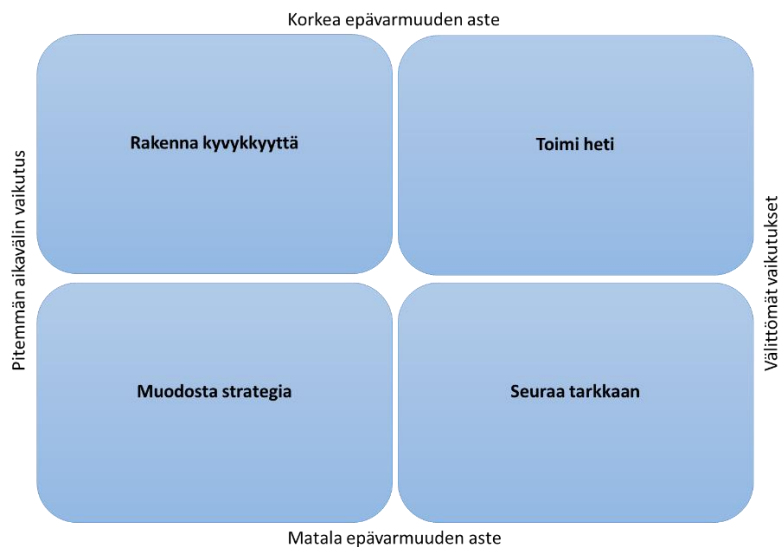 Korkea epävarmuuden aste
Pitemmän aikavälin vaikutus
Rakenna kyvykkyyttä
Toimi heti
Välittömät vaikutukset
Muodosta strategia
Seuraa tarkkaan
Matala epävarmuuden aste